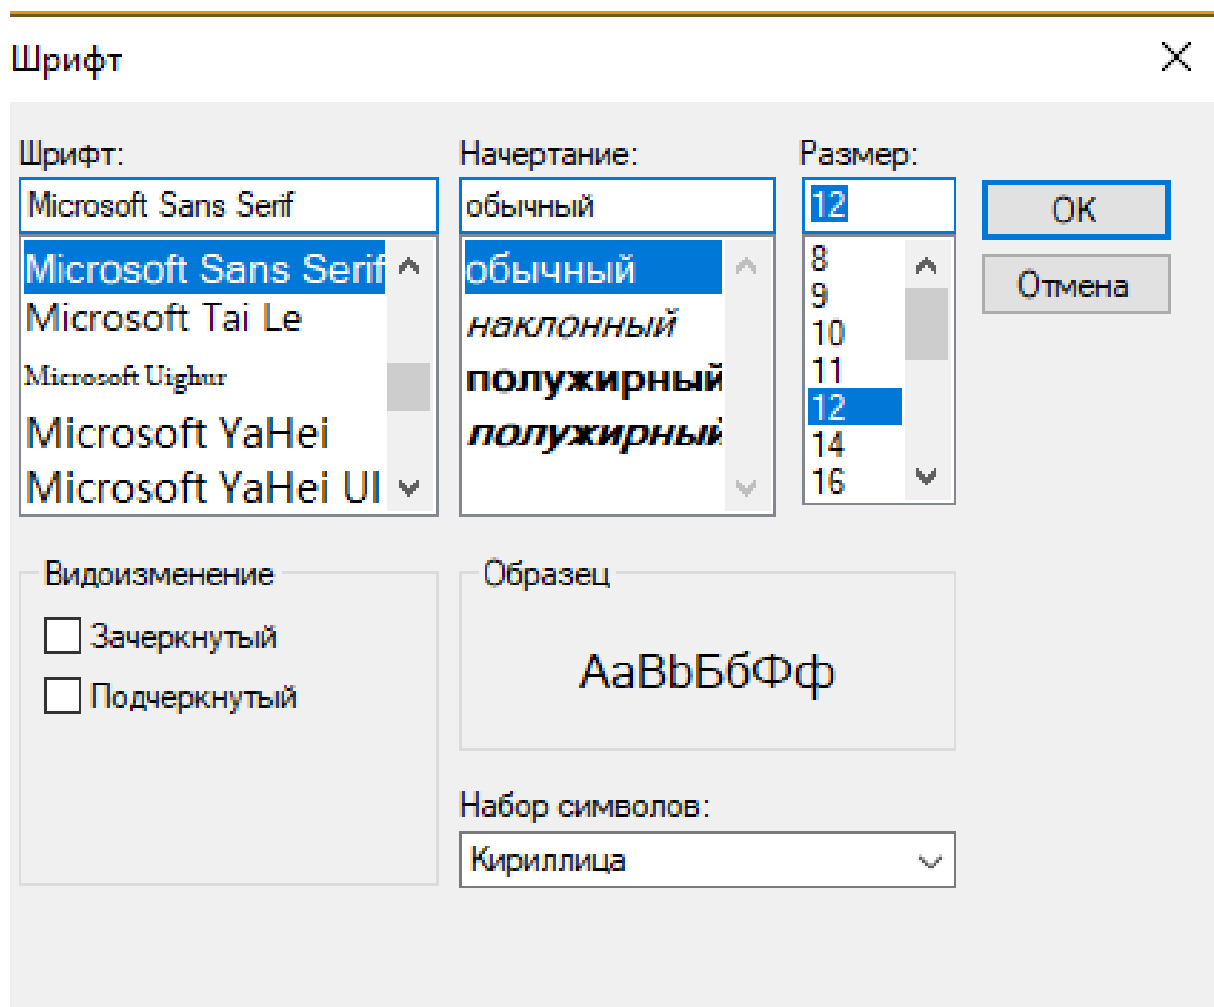 Шрифт
Шрифт:
Microsoft Sans Serif
Microsoft Sans Serif
Microsoft Tai Le
Microsoft Uighur
Microsoft YaHei
Microsoft YaHei UI
Начертание:
обычный
обычный
наклонный
полужирный
полужирный
Размер:
12
8
9
10
11
12
14
16
ОК
Отмена
Видоизменение
Зачеркнутый
Подчеркнутый
Образец
АаВbБбФф
Набор символов:
Кириллица